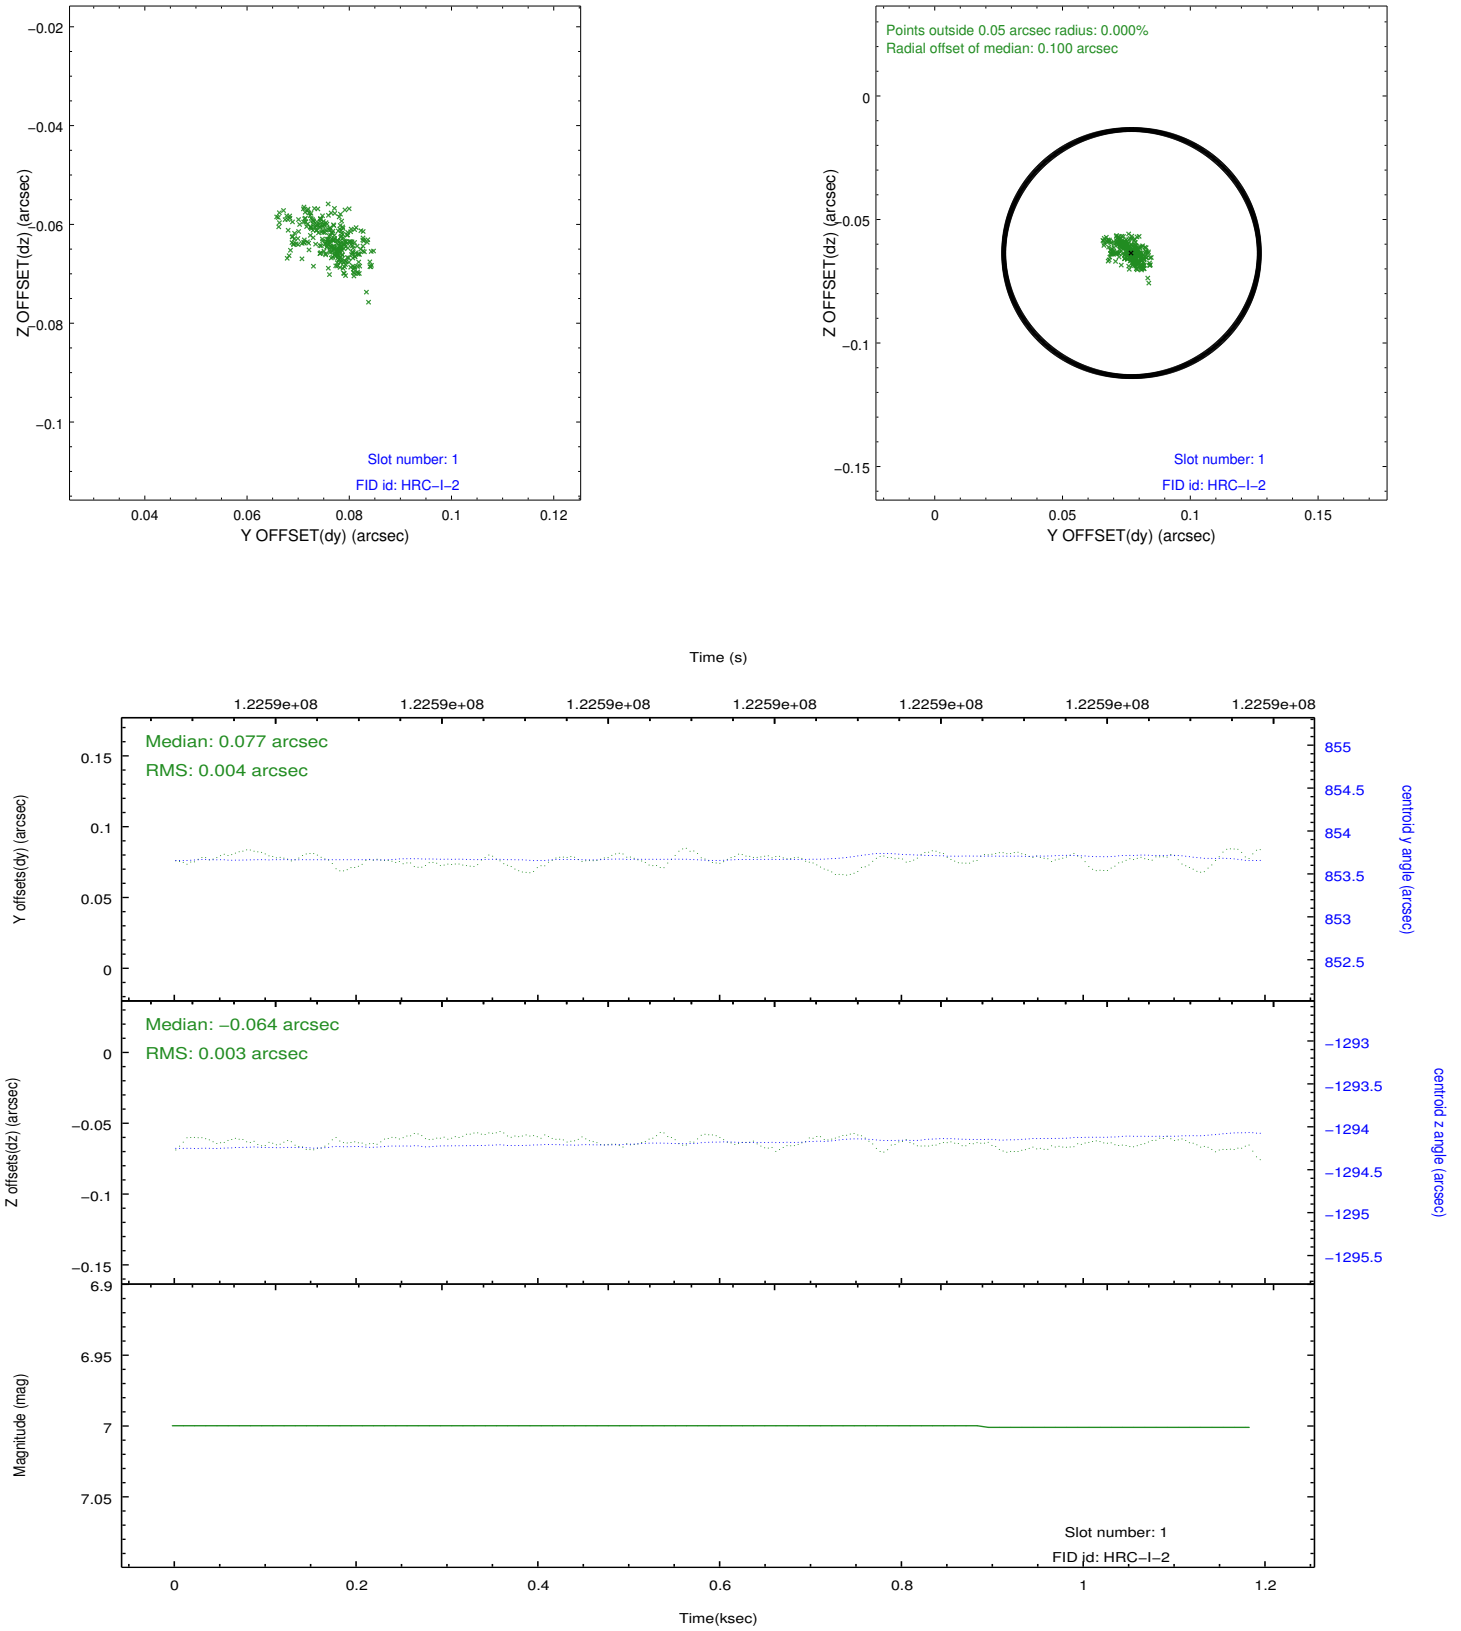 −0.02
−0.04
−0.06
−0.08
−0.1
Z OFFSET(dz) (arcsec)
Slot number: 1
FID id: HRC−I−2
0.04
0.06
0.08
0.1
0.12
Y OFFSET(dy) (arcsec)
Points outside 0.05 arcsec radius: 0.000%
Radial offset of median: 0.100 arcsec
0
−0.05
−0.1
−0.15
Z OFFSET(dz) (arcsec)
Slot number: 1
FID id: HRC−I−2
0
0.05
0.1
0.15
Y OFFSET(dy) (arcsec)
Time (s)
1.2259e+08
1.2259e+08
1.2259e+08
1.2259e+08
1.2259e+08
1.2259e+08
1.2259e+08
Median: 0.077 arcsec
RMS: 0.004 arcsec
0.15
0.1
0.05
0
Y offsets(dy) (arcsec)
855
854.5
854
853.5
853
852.5
centroid y angle (arcsec)
Median: −0.064 arcsec
RMS: 0.003 arcsec
0
−0.05
−0.1
−0.15
Z offsets(dz) (arcsec)
−1293
−1293.5
−1294
−1294.5
−1295
−1295.5
centroid z angle (arcsec)
6.9
6.95
7
7.05
Magnitude (mag)
Slot number: 1
FID id: HRC−I−2
0
0.2
0.4
0.6
0.8
1
1.2
Time(ksec)